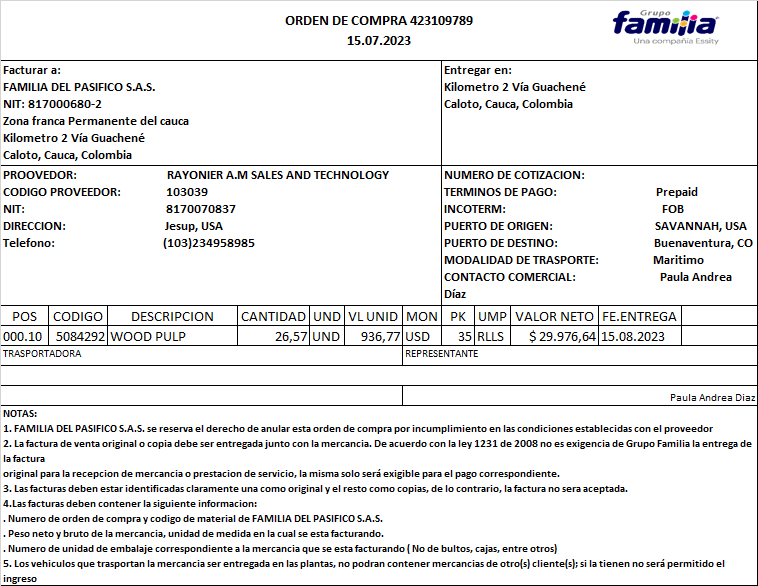 ORDEN DE COMPRA 423109789
15.07.2023
Grupo
familia
Una compañía Essity
Facturar a:
FAMILIA DEL PASIFICO S.A.S.
NIT: 817000680-2
Zona franca Permanente del cauca
Kilometro 2 Vía Guachené
Caloto, Cauca, Colombia
Entregar en:
Kilometro 2 Vía Guachené
Caloto, Cauca, Colombia
PROOVEDOR: RAYONIER A.M SALES AND TECHNOLOGY
CODIGO PROVEEDOR: 103039
NIT: 8170070837
DIRECCION: Jesup, USA
Telefono: (103)234958985
NUMERO DE COTIZACION:
TERMINOS DE PAGO: Prepaid
INCOTERM: FOB
PUERTO DE ORIGEN: SAVANNAH, USA
PUERTO DE DESTINO: Buenaventura, CO
MODALIDAD DE TRASPORTE: Maritimo
CONTACTO COMERCIAL: Paula Andrea
Díaz
POS CODIGO DESCRIPCION CANTIDAD UND VL UNID MON PK UMP VALOR NETO FE.ENTREGA
000.10 5084292 WOOD PULP 26,57 UND 936,77 USD 35 RLLS $ 29.976,64 15.08.2023
TRASPORTADORA REPRESENTANTE
Paula Andrea Diaz
NOTAS:
1. FAMILIA DEL PASIFICO S.A.S. se reserva el derecho de anular esta orden de compra por incumplimiento en las condiciones establecidas con el proveedor
2. La factura de venta original o copia debe ser entregada junto con la mercancia. De acuerdo con la ley 1231 de 2008 no es exigencia de Grupo Familia la entrega de
la factura
original para la recepcion de mercancia o prestacion de servicio, la misma solo será exigible para el pago correspondiente.
3. Las facturas deben estar identificadas claramente una como original y el resto como copias, de lo contrario, la factura no sera aceptada.
4.Las facturas deben contener la siguiente informacion:
. Numero de orden de compra y codigo de material de FAMILIA DEL PASIFICO S.A.S.
. Peso neto y bruto de la mercancia, unidad de medida en la cual se esta facturando.
. Numero de unidad de embalaje correspondiente a la mercancia que se esta facturando ( No de bultos, cajas, entre otros)
5. Los vehiculos que trasportan la mercancia ser entregada en las plantas, no podran contener mercancias de otro(s) cliente(s); si la tienen no será permitido el
ingreso